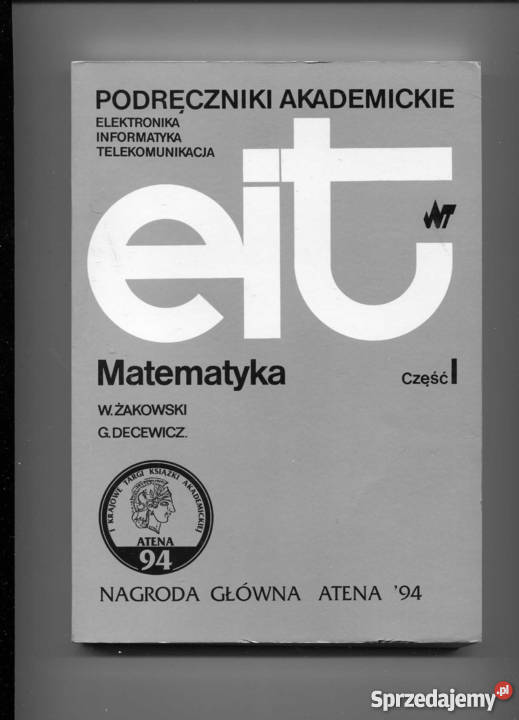 PODRĘCZNIKI AKADEMICKIE
ELEKTRONIKA
INFORMATYKA
TELEKOMUNIKACJA
eit
WNT
Matematyka
Część I
W. ŻAKOWSKI
G. DECEWICZ.
I KRAJOWE TARGI KSIĄŻKI AKADEMICKIEJ
ATENA
94
NAGRODA GŁÓWNA ATENA '94
Sprzedajemy.pl